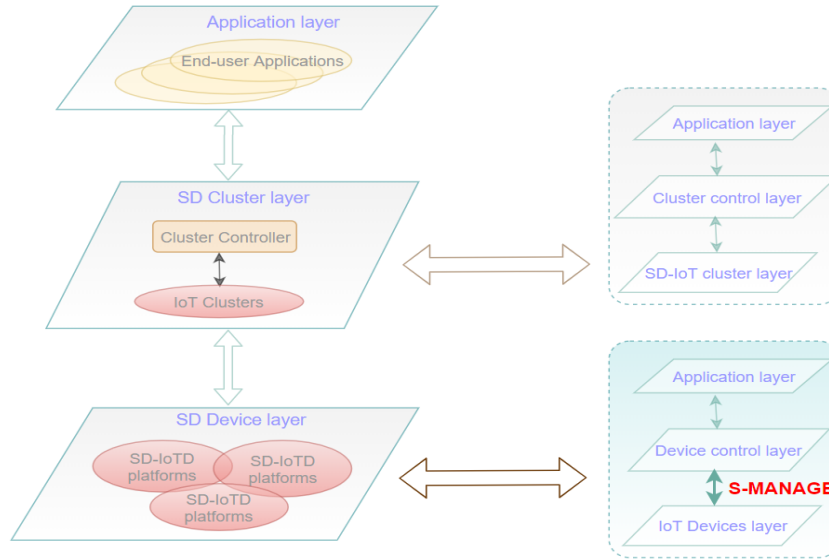 Application layer
End-user Applications
SD Cluster layer
Cluster Controller
IoT Clusters
SD Device layer
SD-IoTD
platforms
SD-IoTD
platforms
SD-IoTD
platforms
Application layer
Cluster control layer
SD-IoT cluster layer
Application layer
Device control layer
S-MANAGE
IoT Devices layer